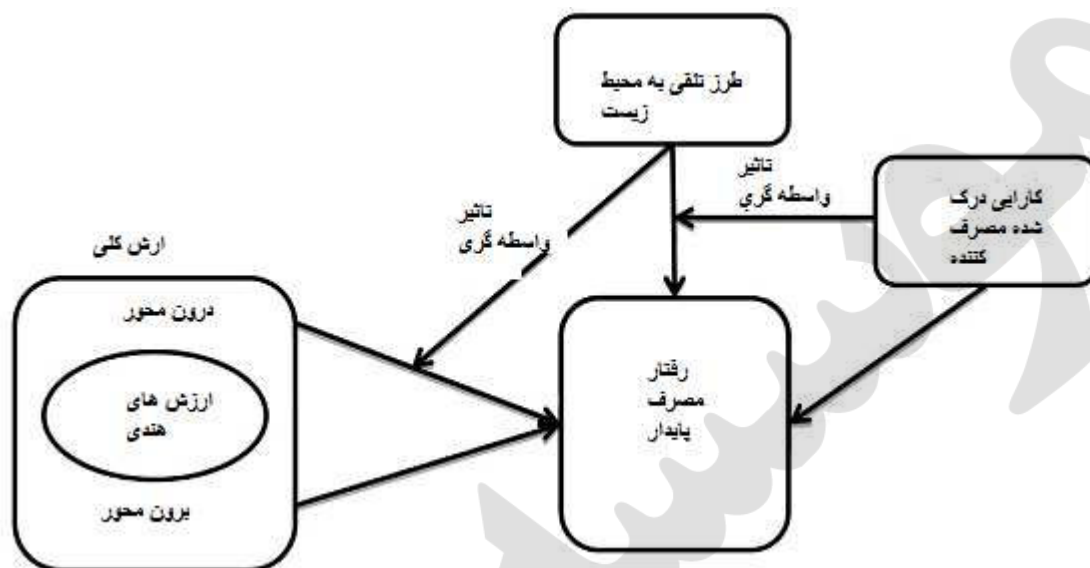 طرز تلقی به محیط
زیست
تاثیر
واسطه گري
کارایی درک
شده مصرف
کننده
تاثیر
واسطه گری
ارش کلی
درون محور
ارزش های
هندی
برون محور
رفتار
مصرف
پایدار